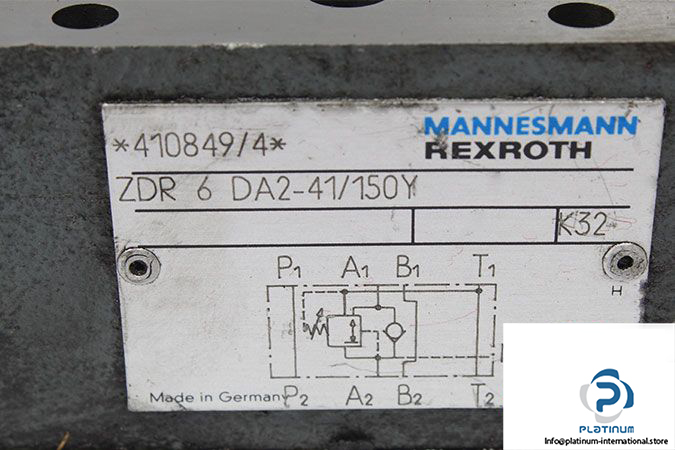 *410849/4*
MANNESMANN
REXROTH
ZDR 6 DA2-41/150Y
K32
P1 A1 B1 T1
H
P2 A2 B2 T2
Made in Germany
PLATINUM
info@platinum-international.store